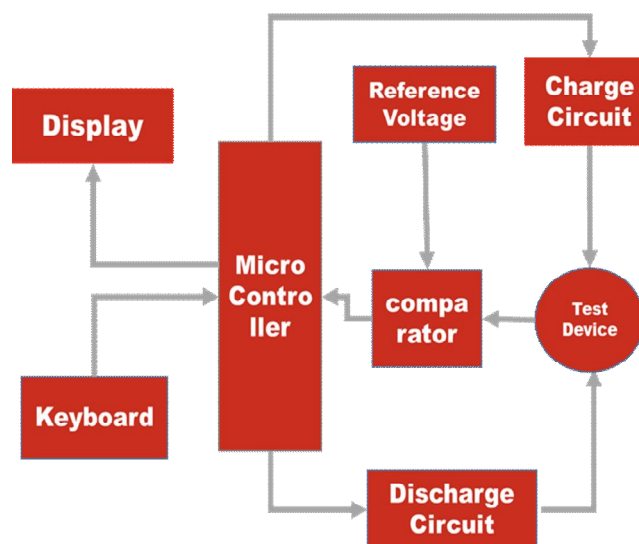 Display
Reference
Voltage
Charge
Circuit
Micro
Contro
ller
compa
rator
Test
Device
Keyboard
Discharge
Circuit